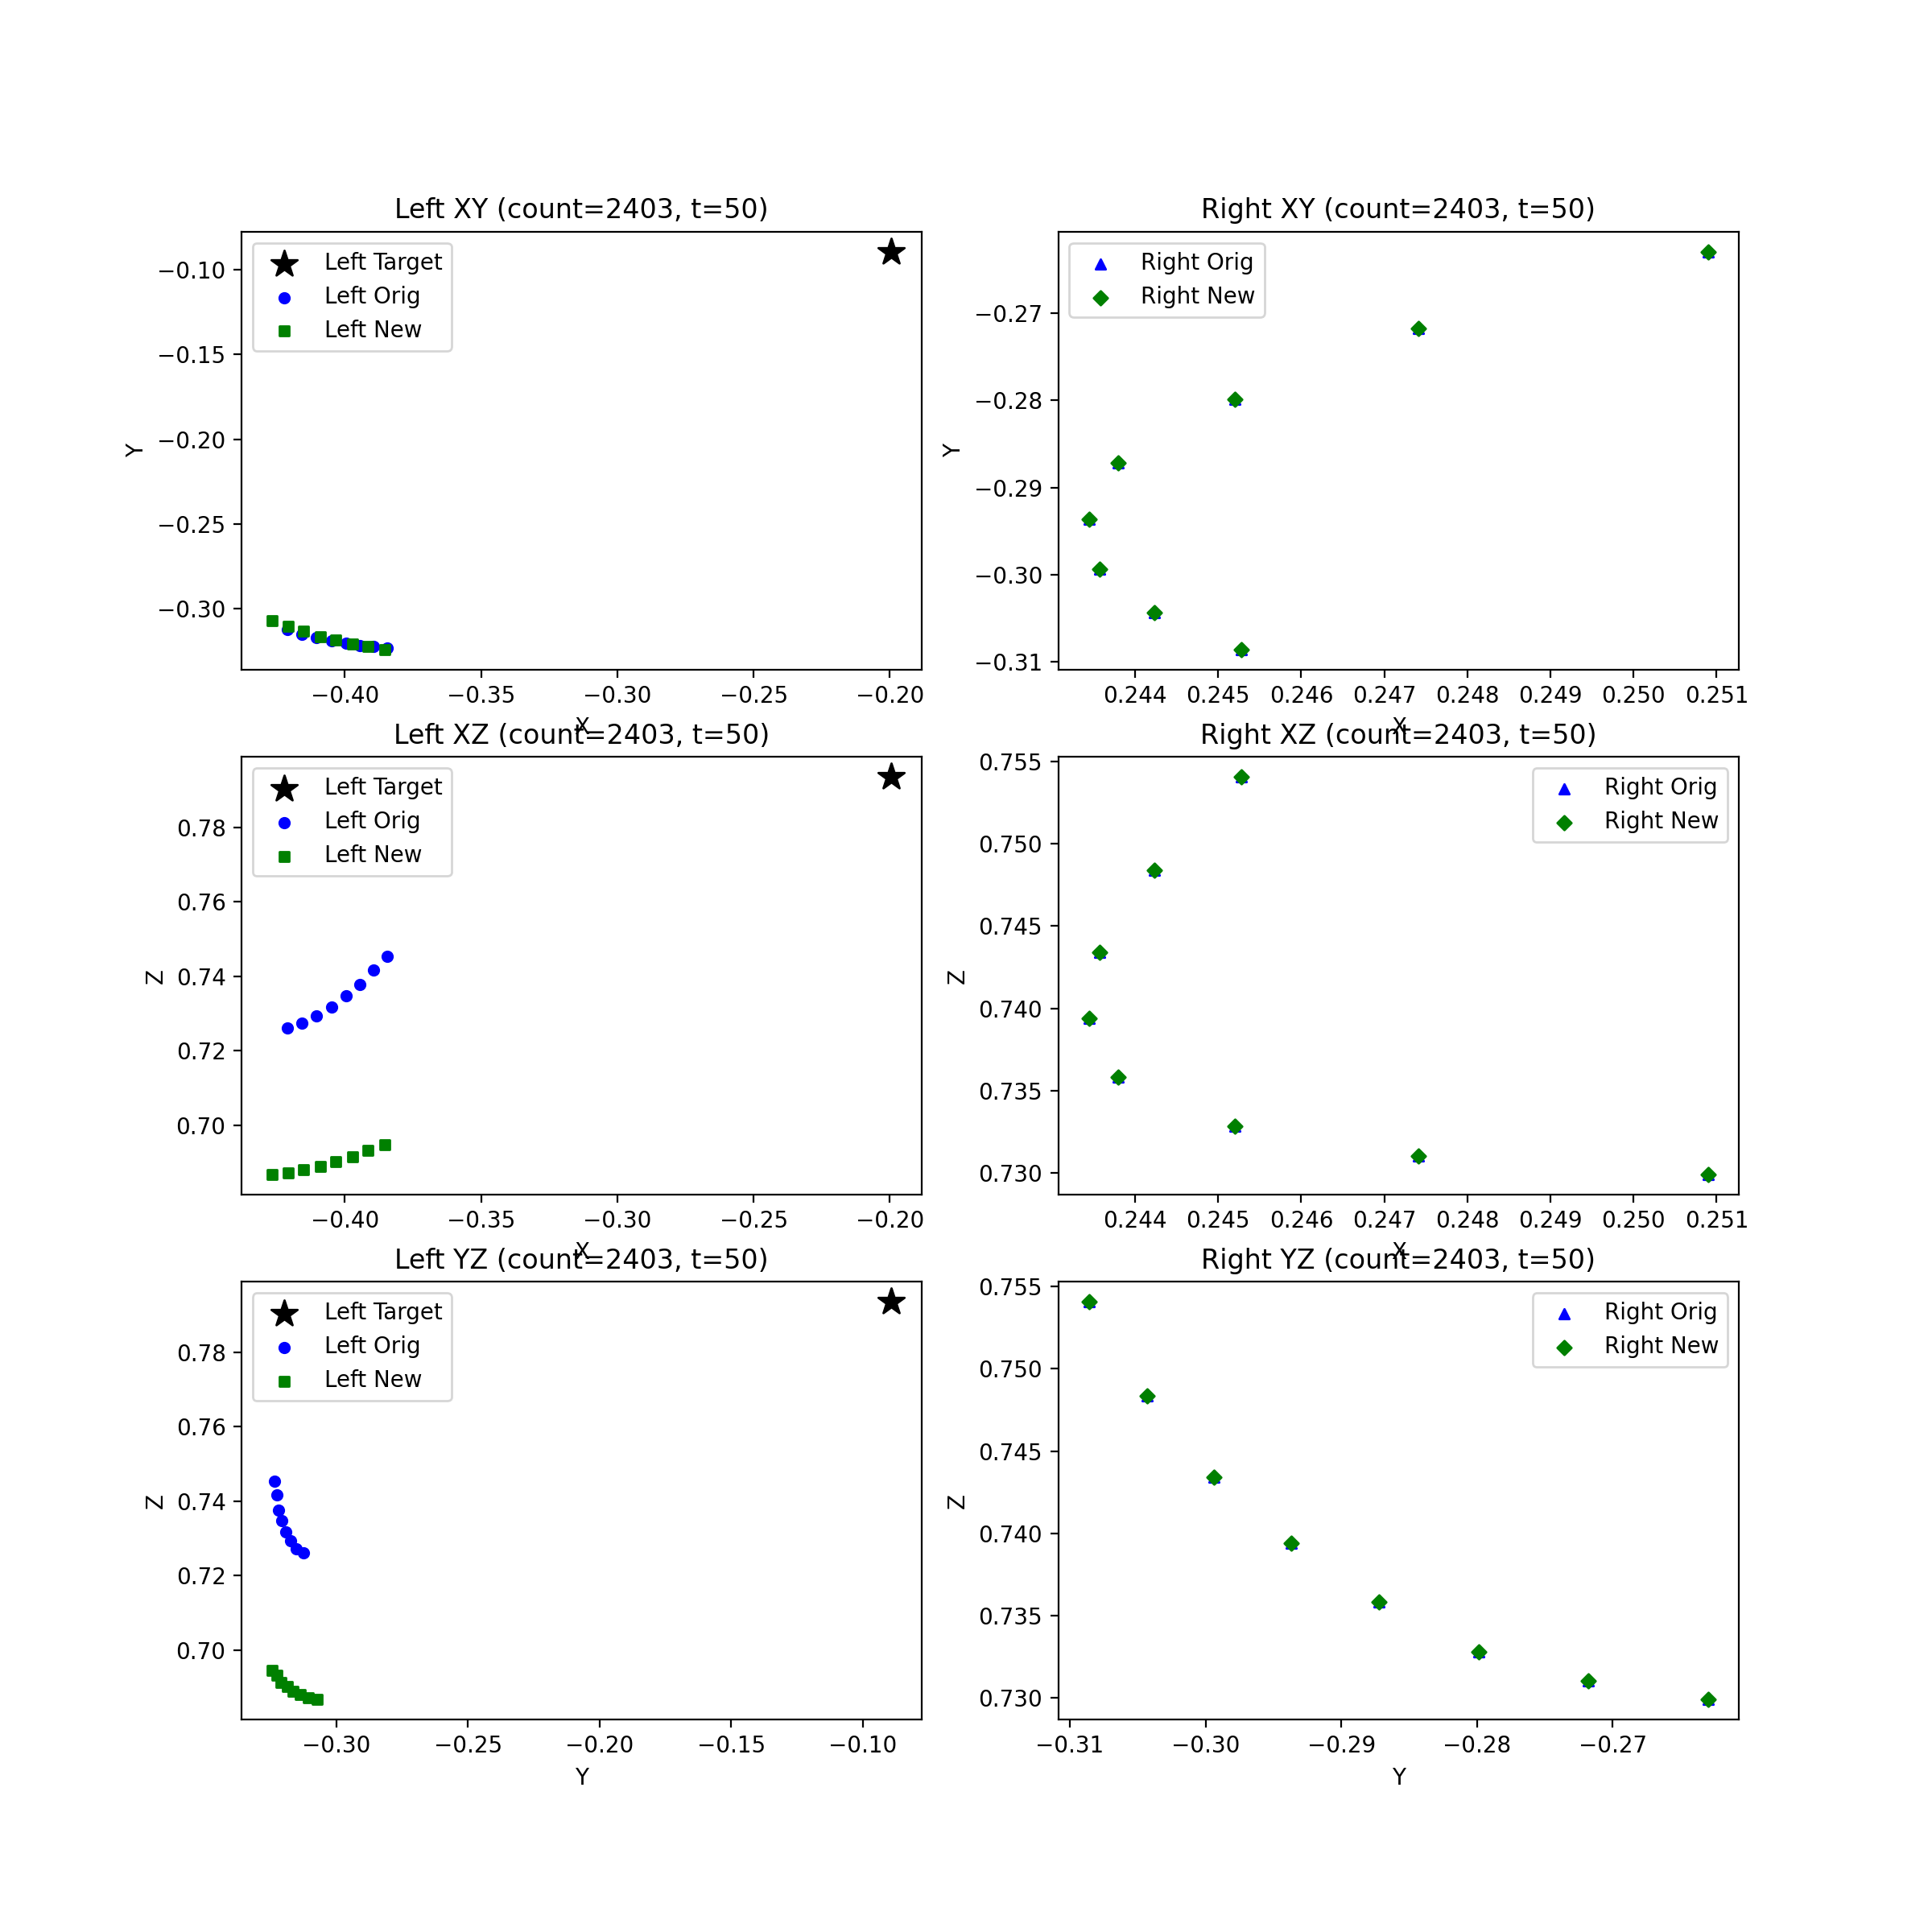 Left XY (count=2403, t=50)
Left Target
Left Orig
Left New
−0.10
−0.15
−0.20
−0.25
−0.30
Y
−0.40 −0.35 −0.30 −0.25 −0.20
X
Right XY (count=2403, t=50)
Right Orig
Right New
−0.27
−0.28
−0.29
−0.30
−0.31
Y
0.244 0.245 0.246 0.247 0.248 0.249 0.250 0.251
X
Left XZ (count=2403, t=50)
Left Target
Left Orig
Left New
0.78
0.76
0.74
0.72
0.70
Z
−0.40 −0.35 −0.30 −0.25 −0.20
X
Right XZ (count=2403, t=50)
Right Orig
Right New
0.755
0.750
0.745
0.740
0.735
0.730
Z
0.244 0.245 0.246 0.247 0.248 0.249 0.250 0.251
X
Left YZ (count=2403, t=50)
Left Target
Left Orig
Left New
0.78
0.76
0.74
0.72
0.70
Z
−0.30 −0.25 −0.20 −0.15 −0.10
Y
Right YZ (count=2403, t=50)
Right Orig
Right New
0.755
0.750
0.745
0.740
0.735
0.730
Z
−0.31 −0.30 −0.29 −0.28 −0.27
Y